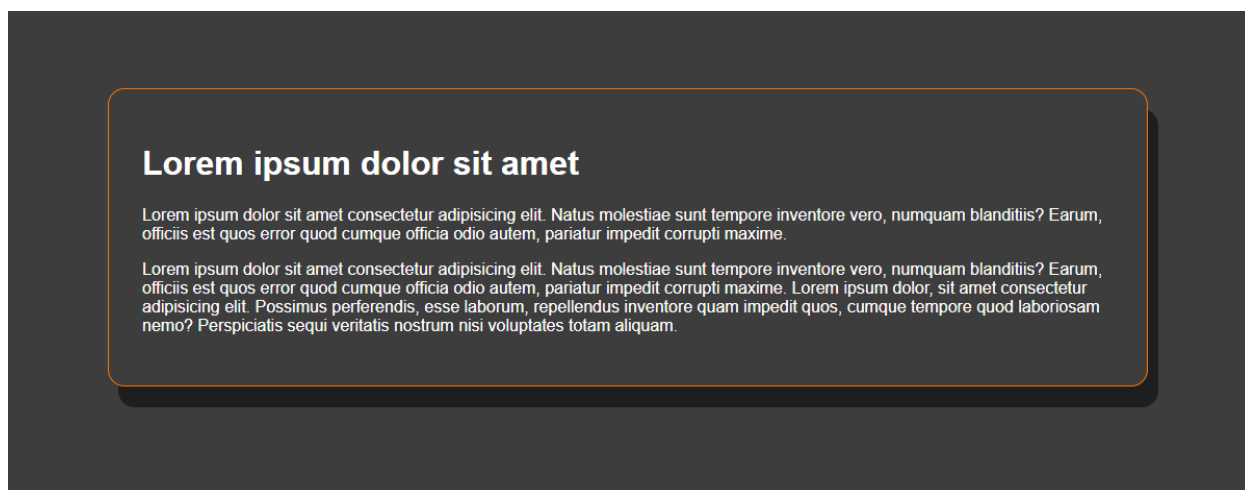 Lorem ipsum dolor sit amet
Lorem ipsum dolor sit amet consectetur adipisicing elit. Natus molestiae sunt tempore inventore vero, numquam blanditiis? Earum,
officiis est quos error quod cumque officia odio autem, pariatur impedit corrupti maxime.
Lorem ipsum dolor sit amet consectetur adipisicing elit. Natus molestiae sunt tempore inventore vero, numquam blanditiis? Earum,
officiis est quos error quod cumque officia odio autem, pariatur impedit corrupti maxime. Lorem ipsum dolor, sit amet consectetur
adipisicing elit. Possimus perferendis, esse laborum, repellendus inventore quam impedit quos, cumque tempore quod laboriosam
nemo? Perspiciatis sequi veritatis nostrum nisi voluptates totam aliquam.